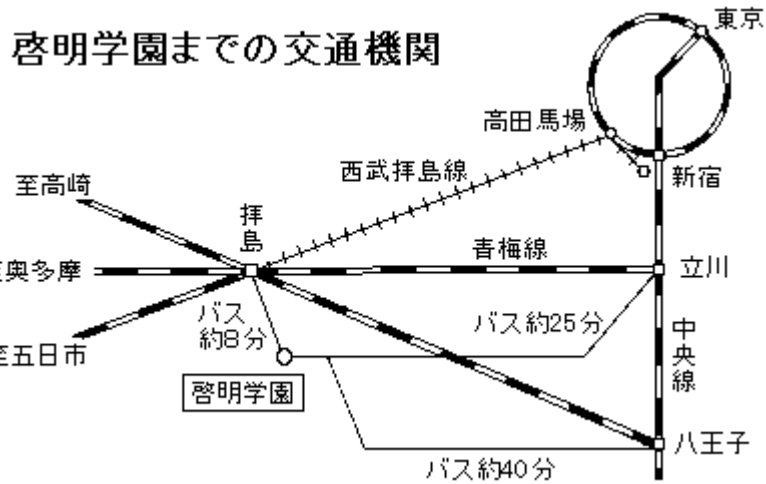 東京
啓明学園までの交通機関
高田馬場
西武拝島線
新宿
至高崎
拝島
青梅線
立川
至奥多摩
バス
約8分
バス約25分
中央線
至五日市
啓明学園
八王子
バス約40分